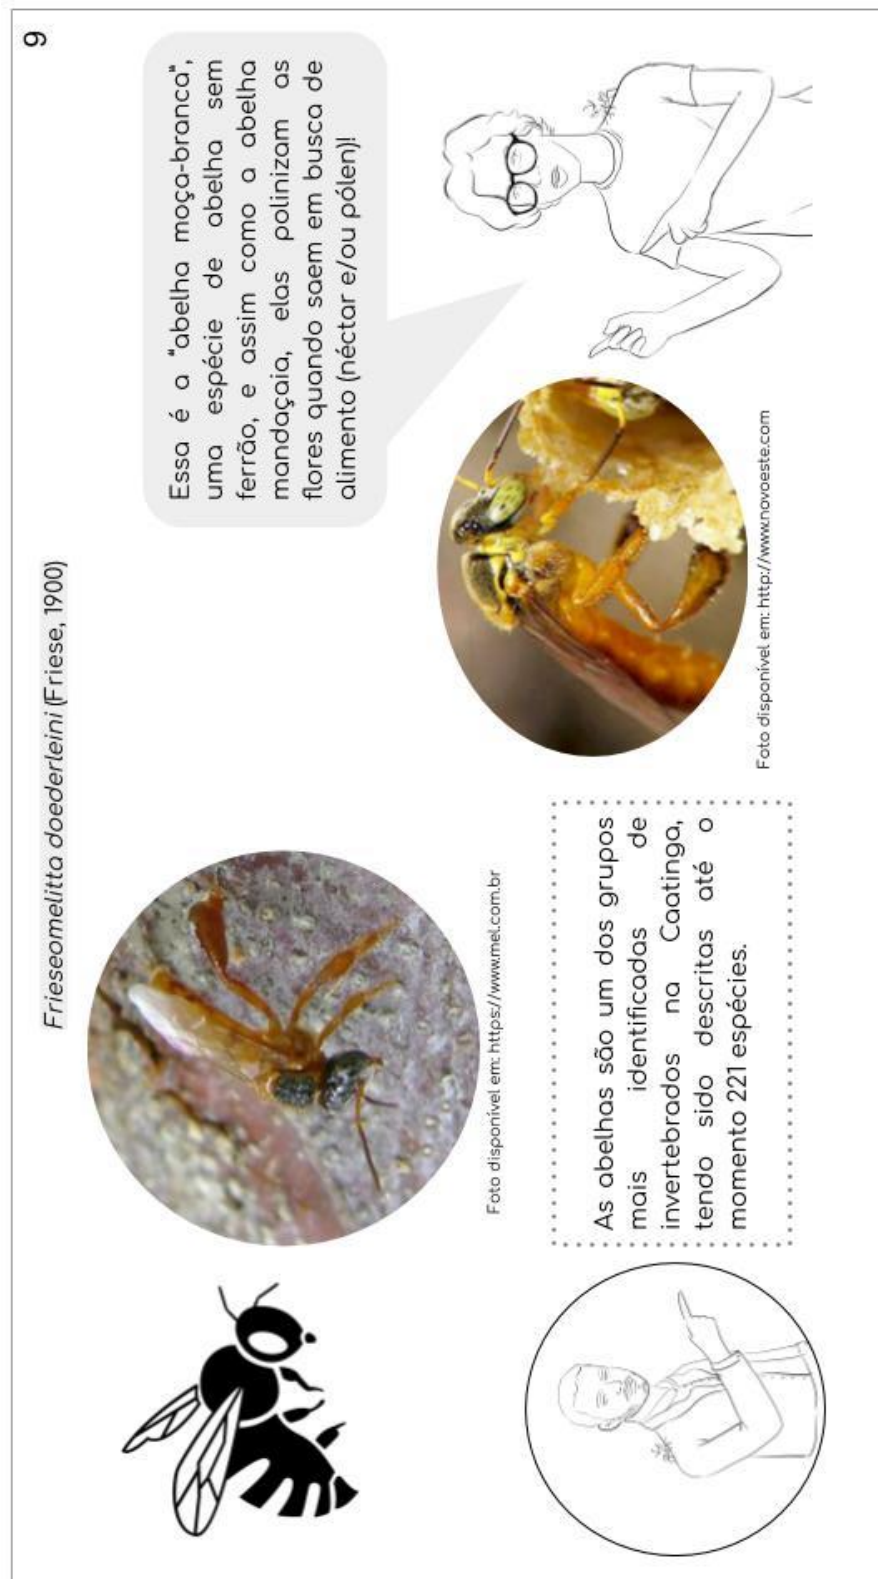 9
Frieseomelitta doederleini (Friese, 1900)
Essa é a "abelha moça-branca",
uma espécie de abelha sem
ferrão, e assim como a abelha
mandaçaia, elas polinizam as
flores quando saem em busca de
alimento (néctar e/ou pólen)!
Foto disponível em: https://www.mel.com.br
Foto disponível em: http://www.novoeste.com
As abelhas são um dos grupos
mais identificadas de
invertebrados na Caatinga,
tendo sido descritas até o
momento 221 espécies.